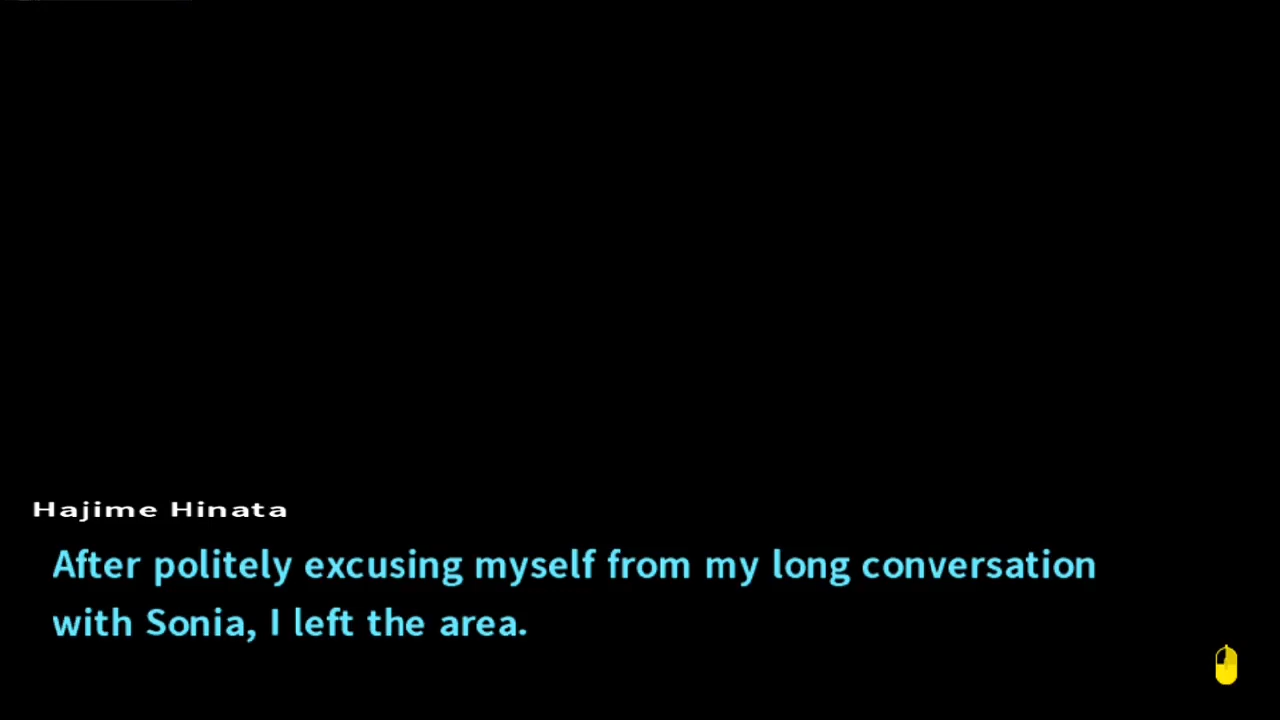 Hajime Hinata
After politely excusing myself from my long conversation
with Sonia, I left the area.